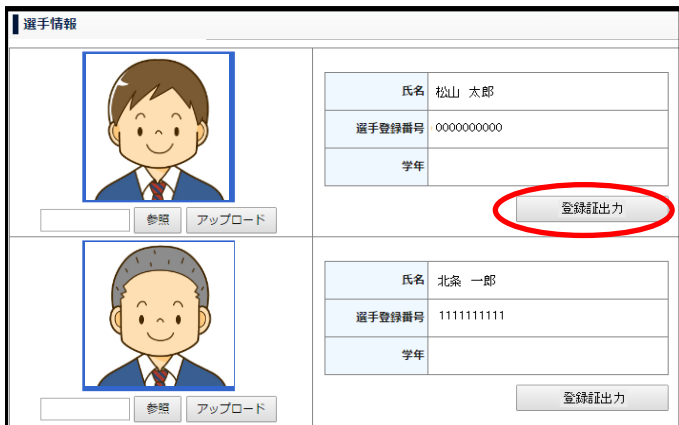 選手情報
氏名 松山 太郎
選手登録番号 0000000000
学年
参照 アップロード
登録証出力
氏名 北条 一郎
選手登録番号 1111111111
学年
参照 アップロード
登録証出力